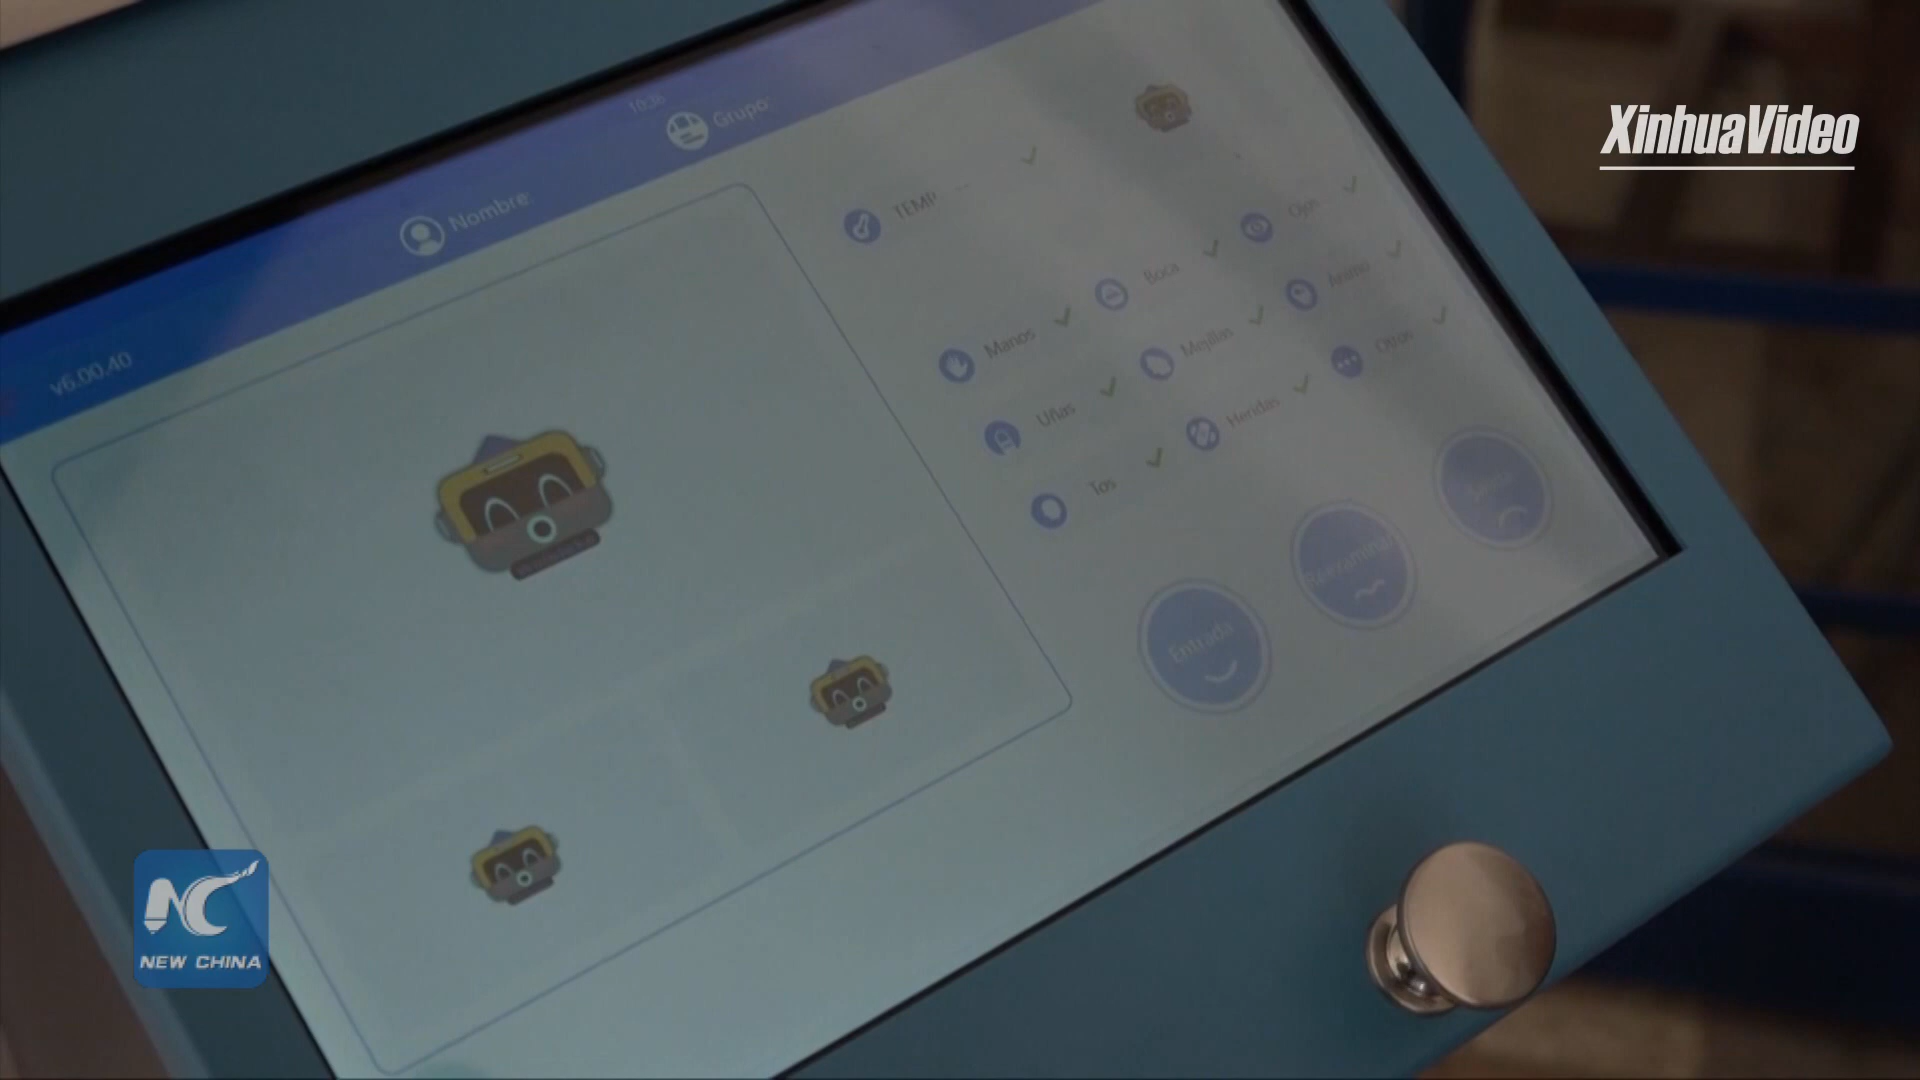 XinhuaVideo
10:36
Grupo:
Nombre:
v6.00.40
TEMP
Manos
Boca
Ojos
Uñas
Mejillas
Ánimo
Tos
Heridas
Otros
Entrada
NEW CHINA